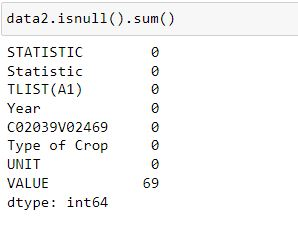 data2.isnull().sum()
STATISTIC 0
Statistic 0
TLIST(A1) 0
Year 0
C02039V02469 0
Type of Crop 0
UNIT 0
VALUE 69
dtype: int64